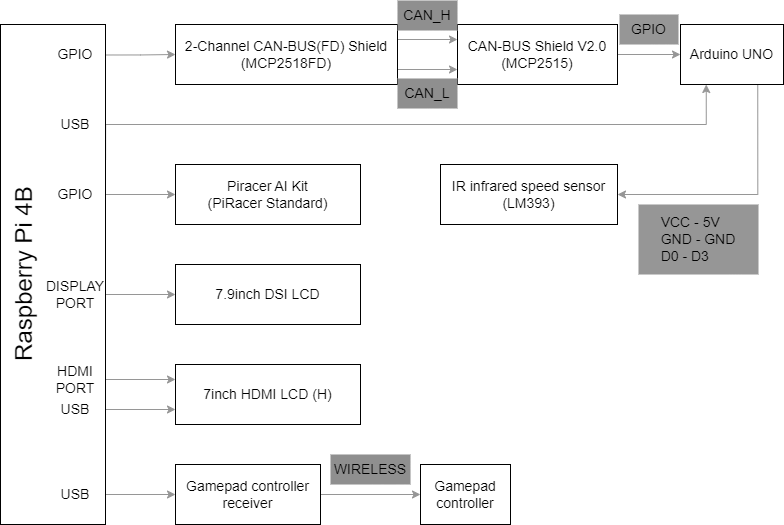 CAN_H
GPIO
2-Channel CAN-BUS(FD) Shield
(MCP2518FD)
CAN-BUS Shield V2.0
(MCP2515)
GPIO
Arduino UNO
CAN_L
USB
GPIO
Piracer AI Kit
(PiRacer Standard)
IR infrared speed sensor
(LM393)
VCC - 5V
GND - GND
D0 - D3
Raspberry Pi 4B
DISPLAY
PORT
7.9inch DSI LCD
HDMI
PORT
USB
7inch HDMI LCD (H)
WIRELESS
USB
Gamepad controller
receiver
Gamepad
controller